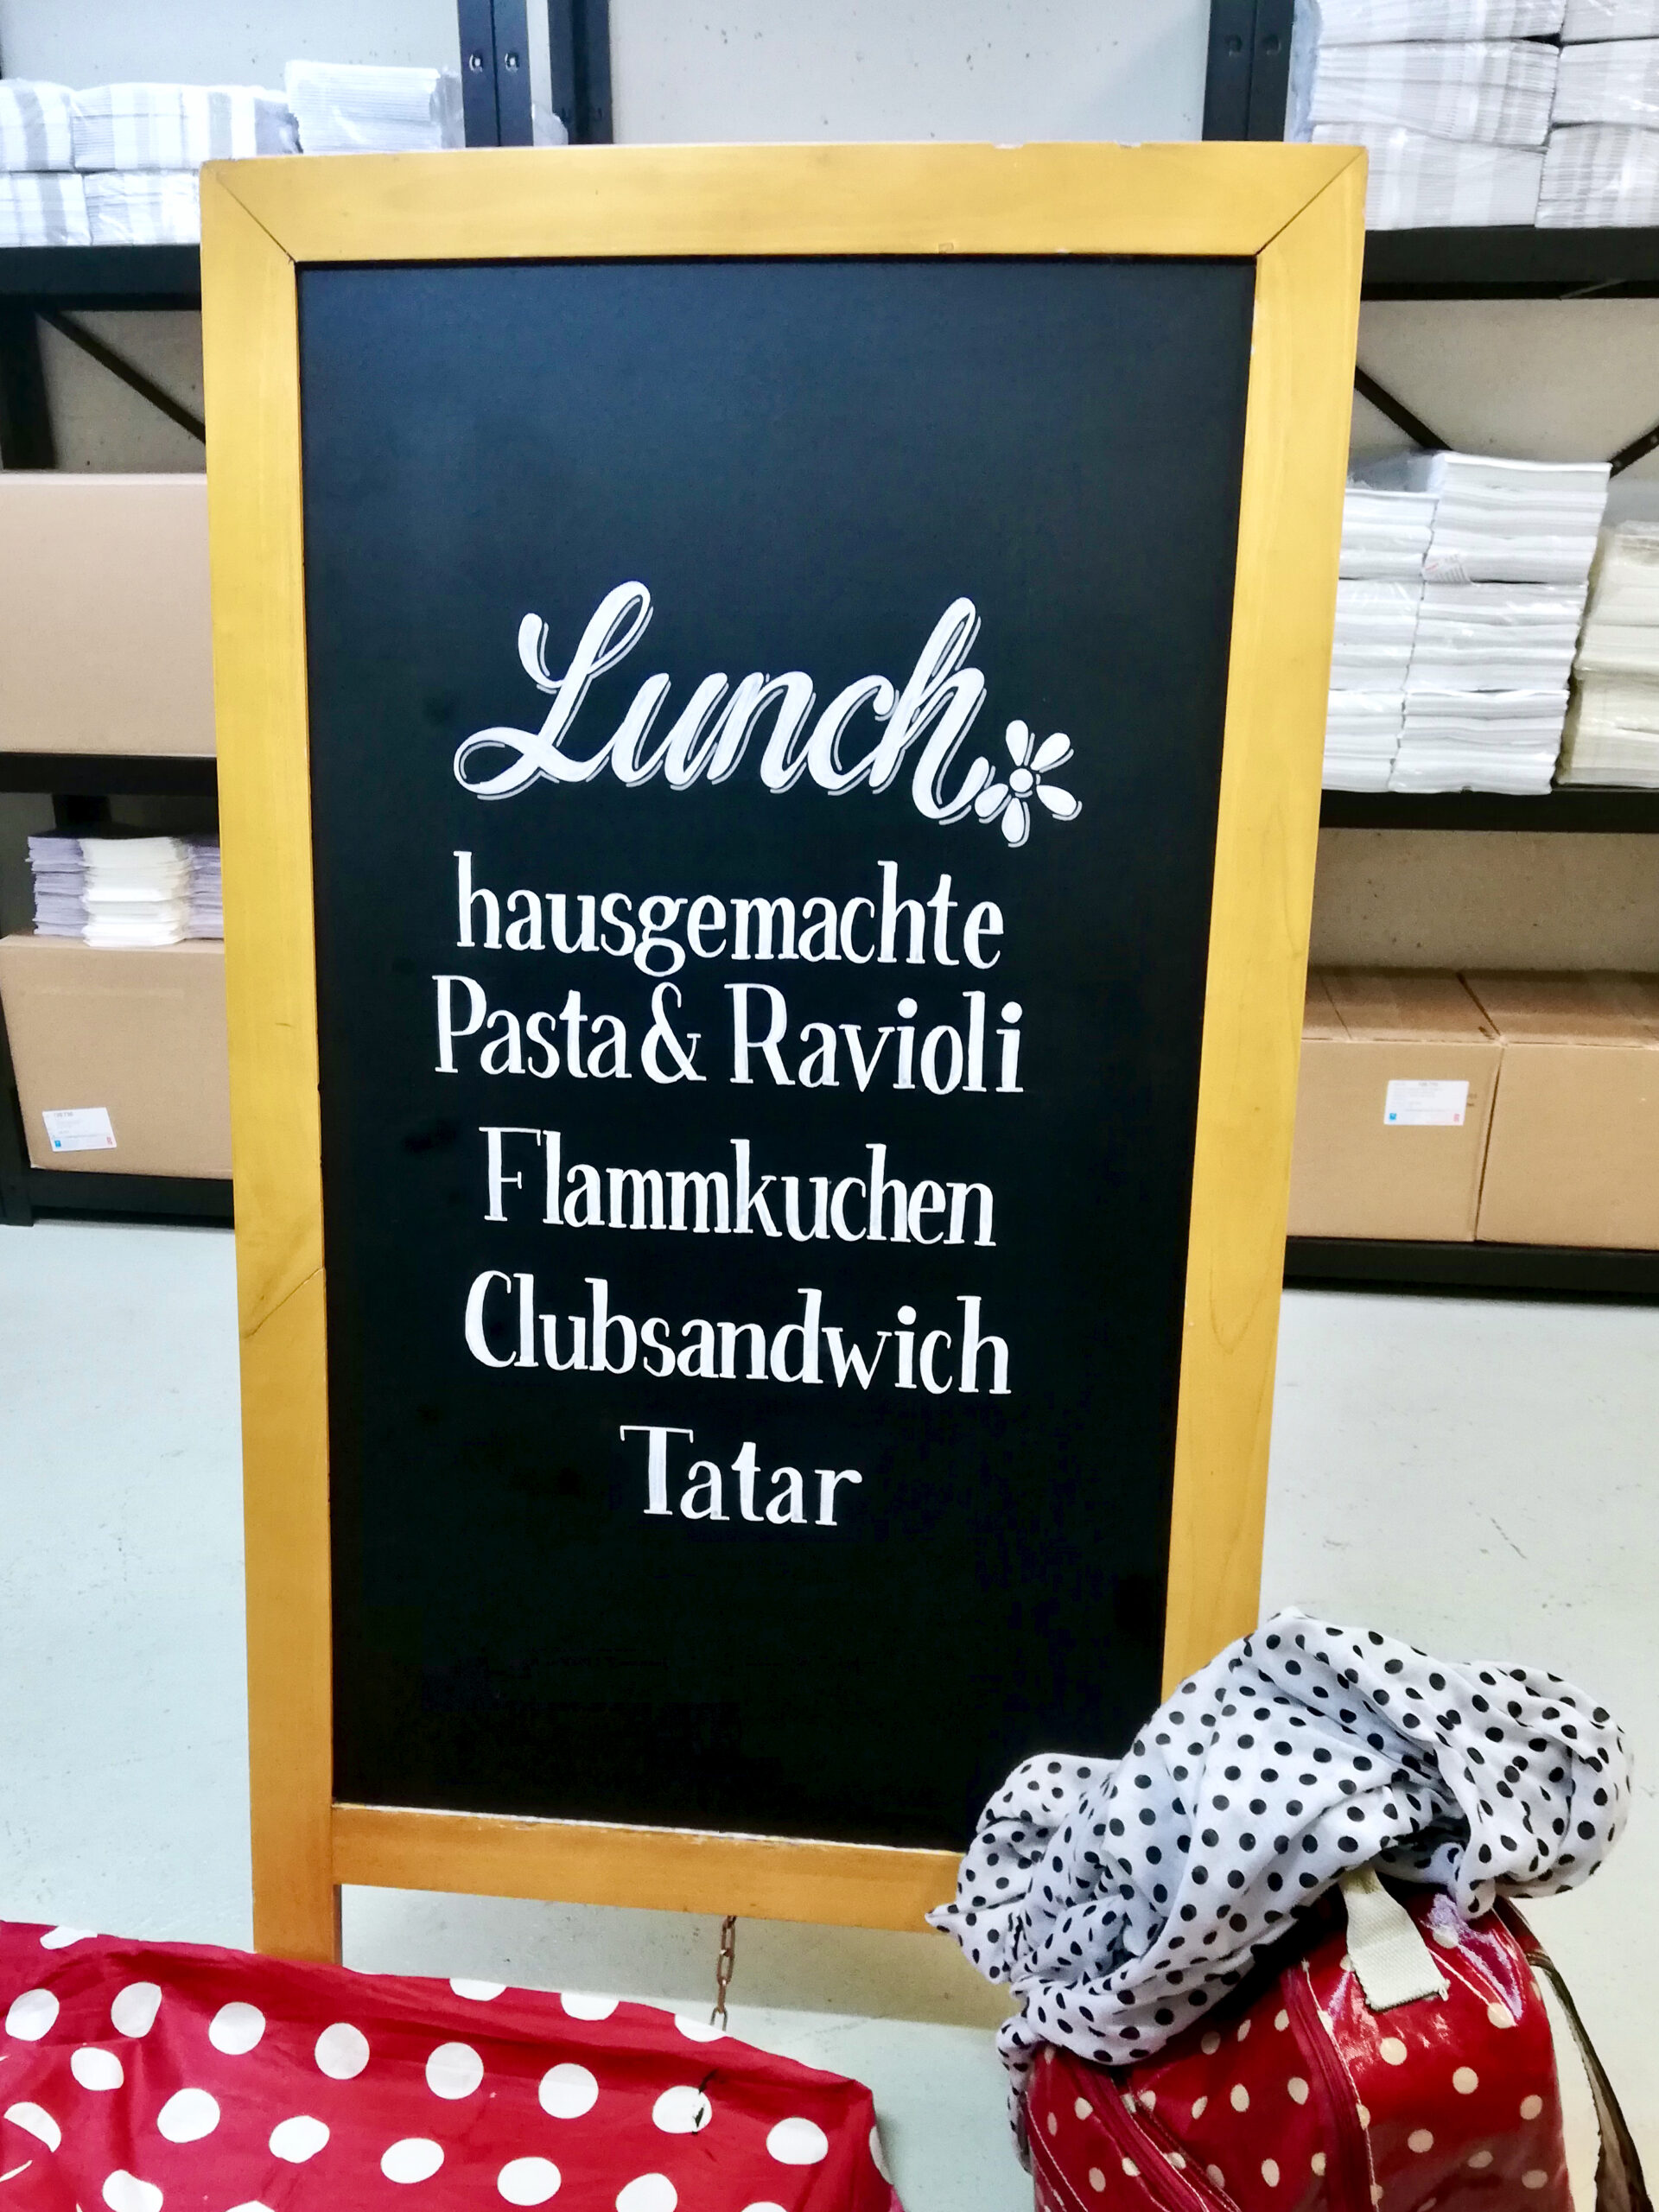 Lunch
hausgemachte
Pasta & Ravioli
Flammkuchen
Clubsandwich
Tatar